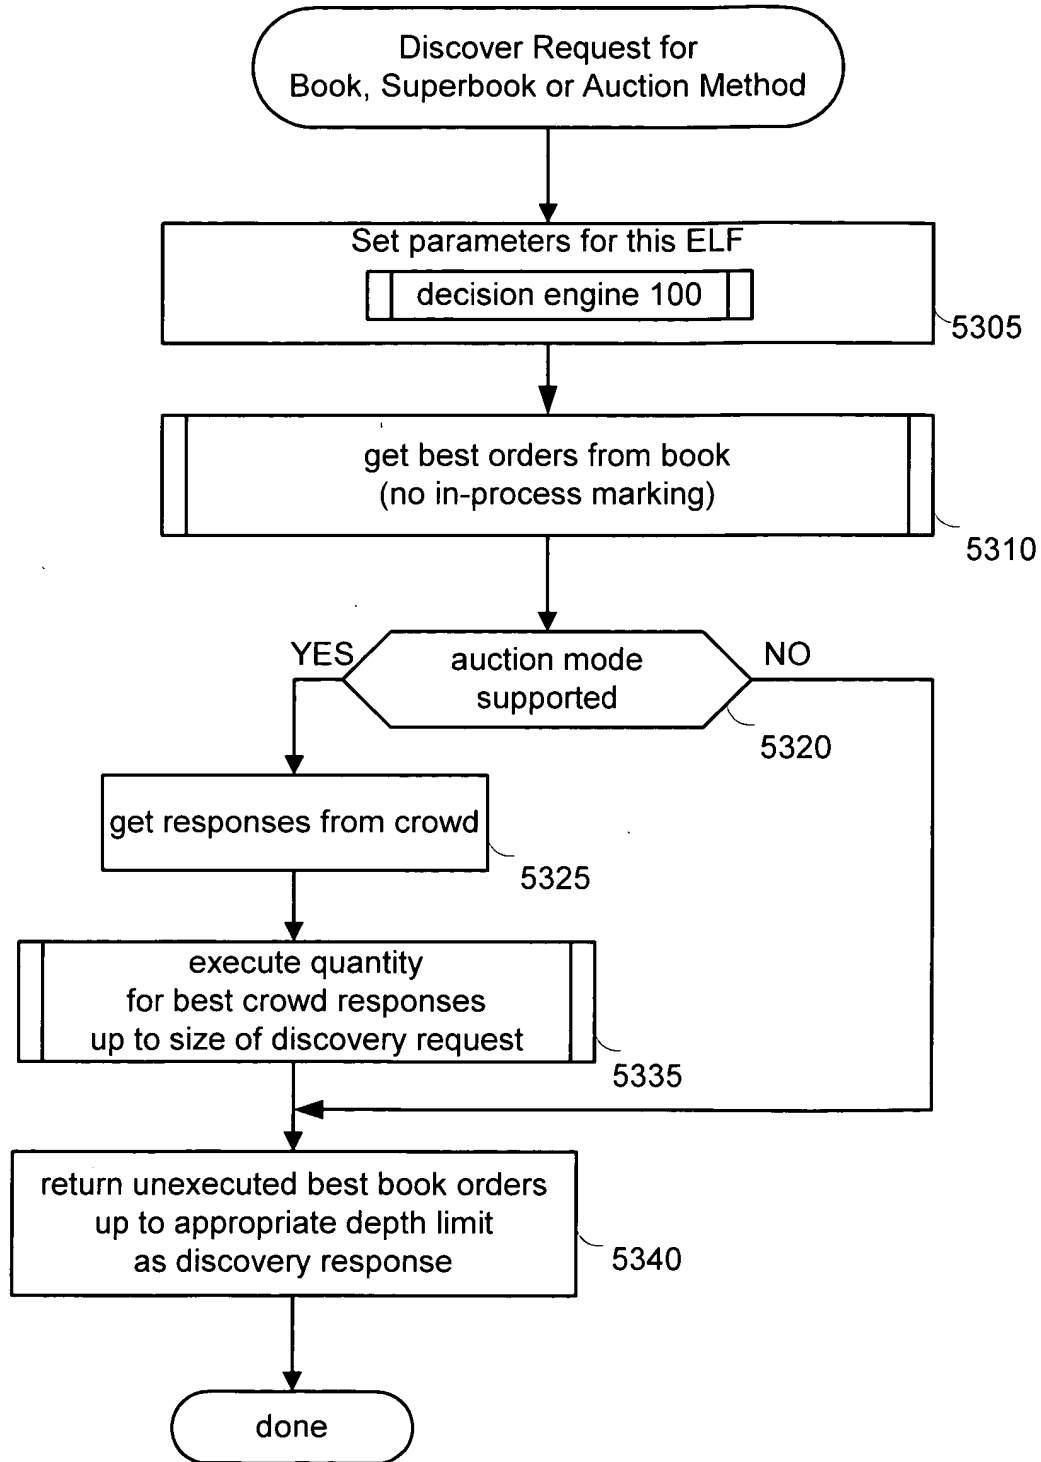 Discover Request for
Book, Superbook or Auction Method
Set parameters for this ELF
decision engine 100
5305
get best orders from book
(no in-process marking)
5310
YES
auction mode
supported
NO
5320
get responses from crowd
5325
execute quantity
for best crowd responses
up to size of discovery request
5335
return unexecuted best book orders
up to appropriate depth limit
as discovery response
5340
done